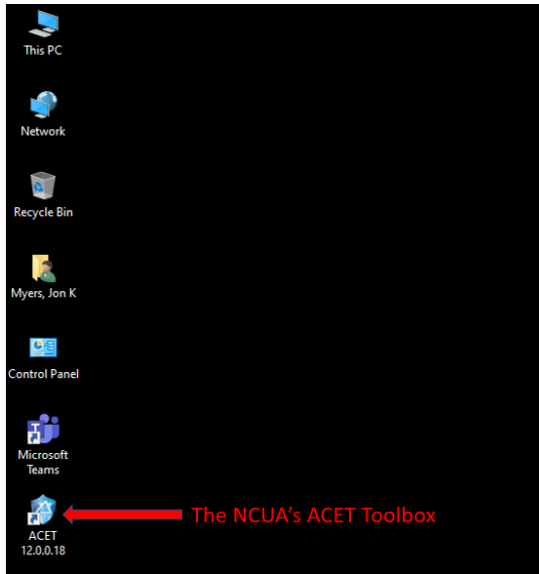 This PC
Network
Recycle Bin
Myers, Jon K
Control Panel
Microsoft
Teams
The NCUA's ACET Toolbox
ACET
12.0.0.18